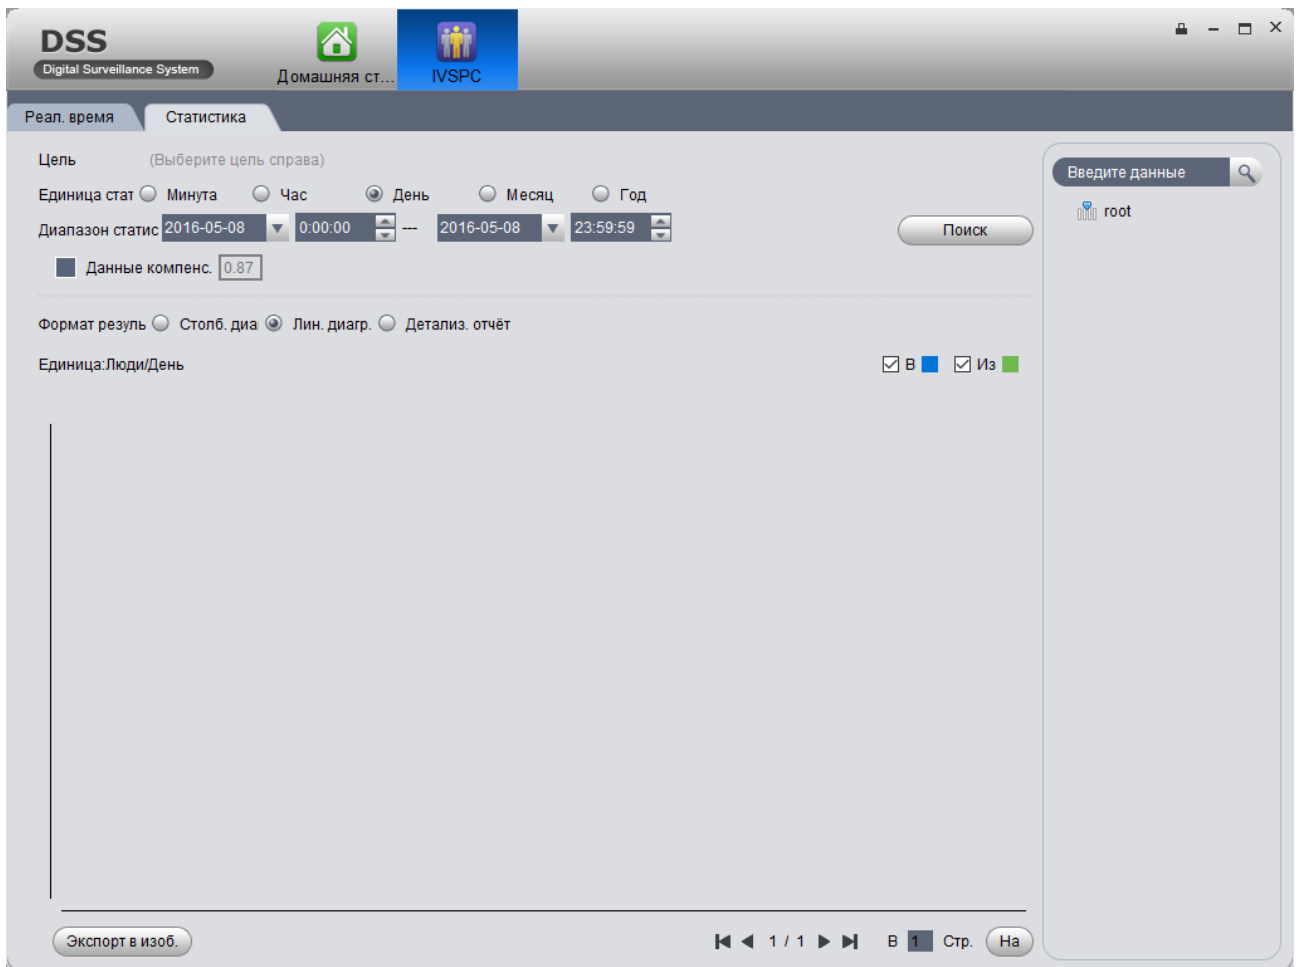 DSS
Digital Surveillance System
Домашняя ст...
IVSPC
Реал. время
Статистика
Цель (Выберите цель справа)
Единица стат Минута Час День Месяц Год
Диапазон статис 2016-05-08 0:00:00 --- 2016-05-08 23:59:59 Поиск
Данные компенс. 0.87
Формат резуль Столб. диа Лин. диагр. Детализ. отчёт
Единица:Люди/День В Из
Экспорт в изоб. 1 / 1 В 1 Стр. На
Введите данные
root